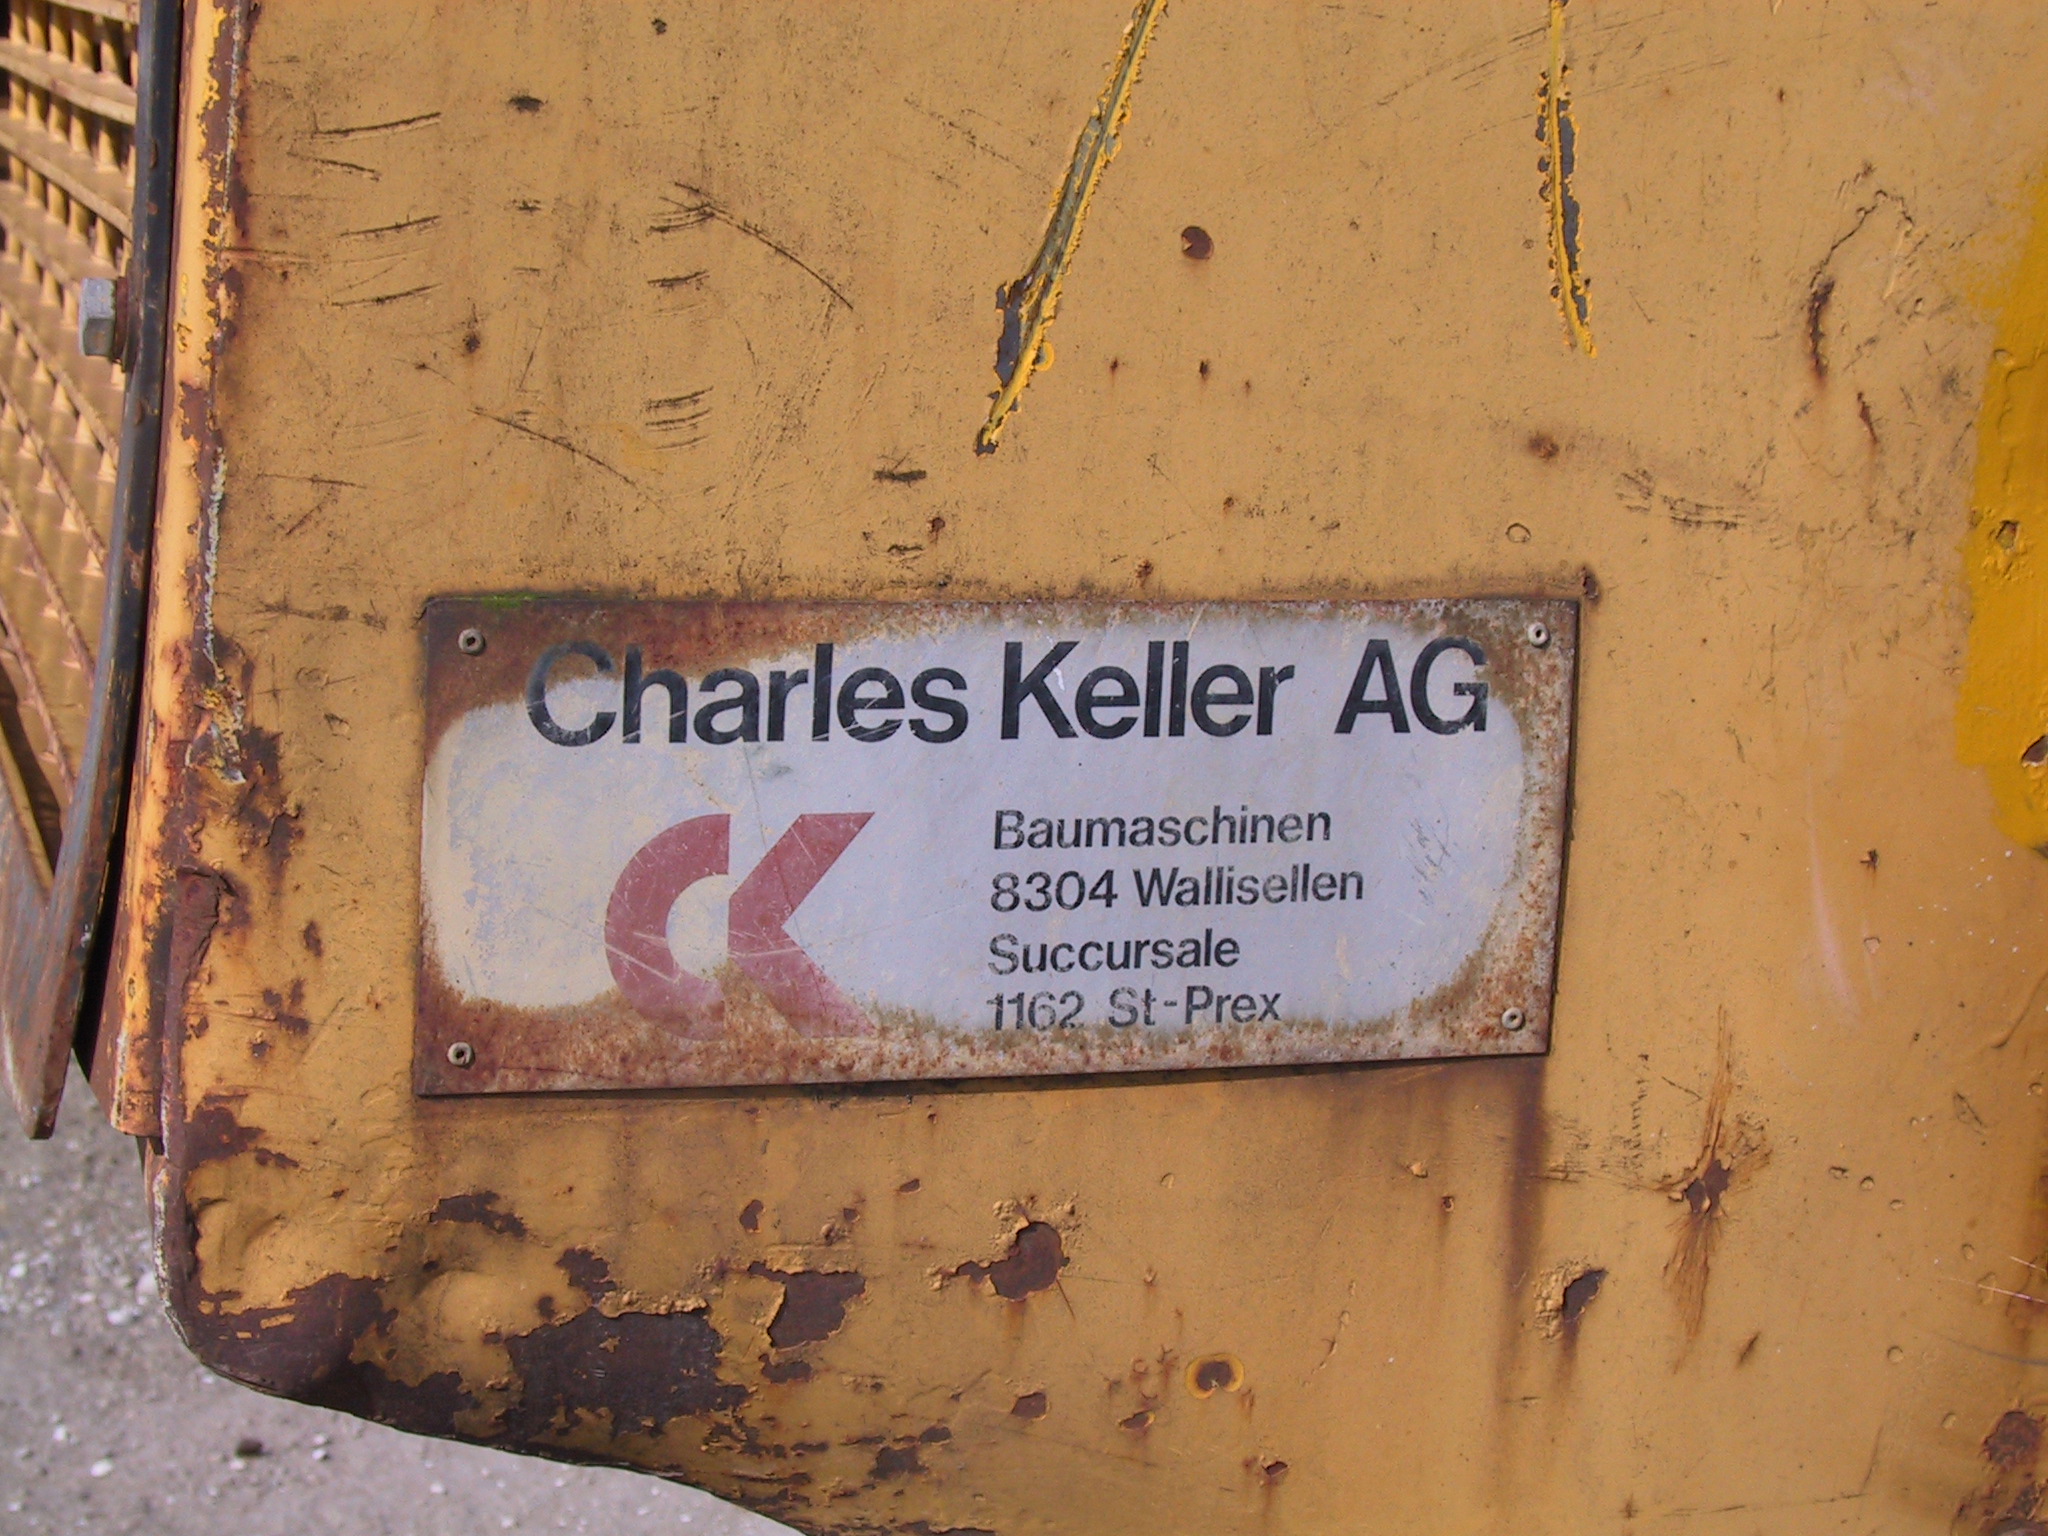 Charles Keller AG
CK
Baumaschinen
8304 Wallisellen
Succursale
1162 St-Prex